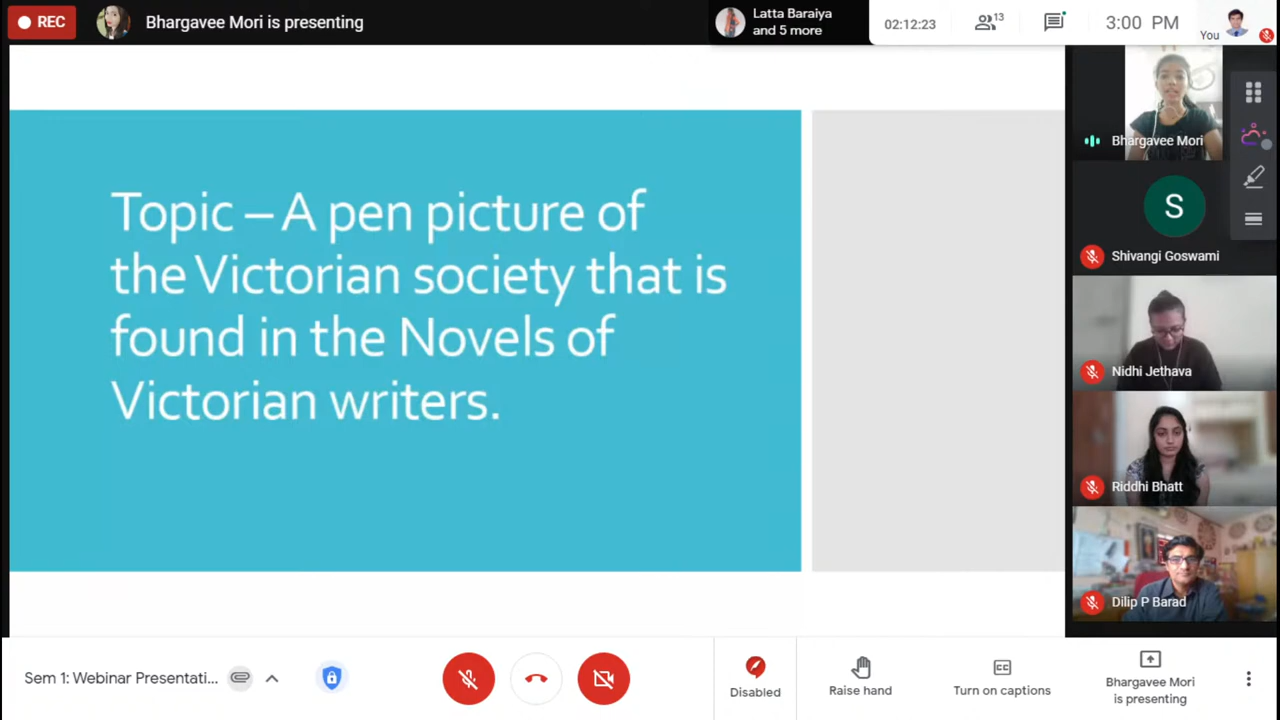 REC
Bhargavee Mori is presenting
Latta Baraiya
and 5 more
02:12:23
13
3:00 PM
You
Topic – A pen picture of
the Victorian society that is
found in the Novels of
Victorian writers.
Bhargavee Mori
S
Shivangi Goswami
Nidhi Jethava
Riddhi Bhatt
Dilip P Barad
Sem 1: Webinar Presentati...
Disabled
Raise hand
CC
Turn on captions
Bhargavee Mori
is presenting